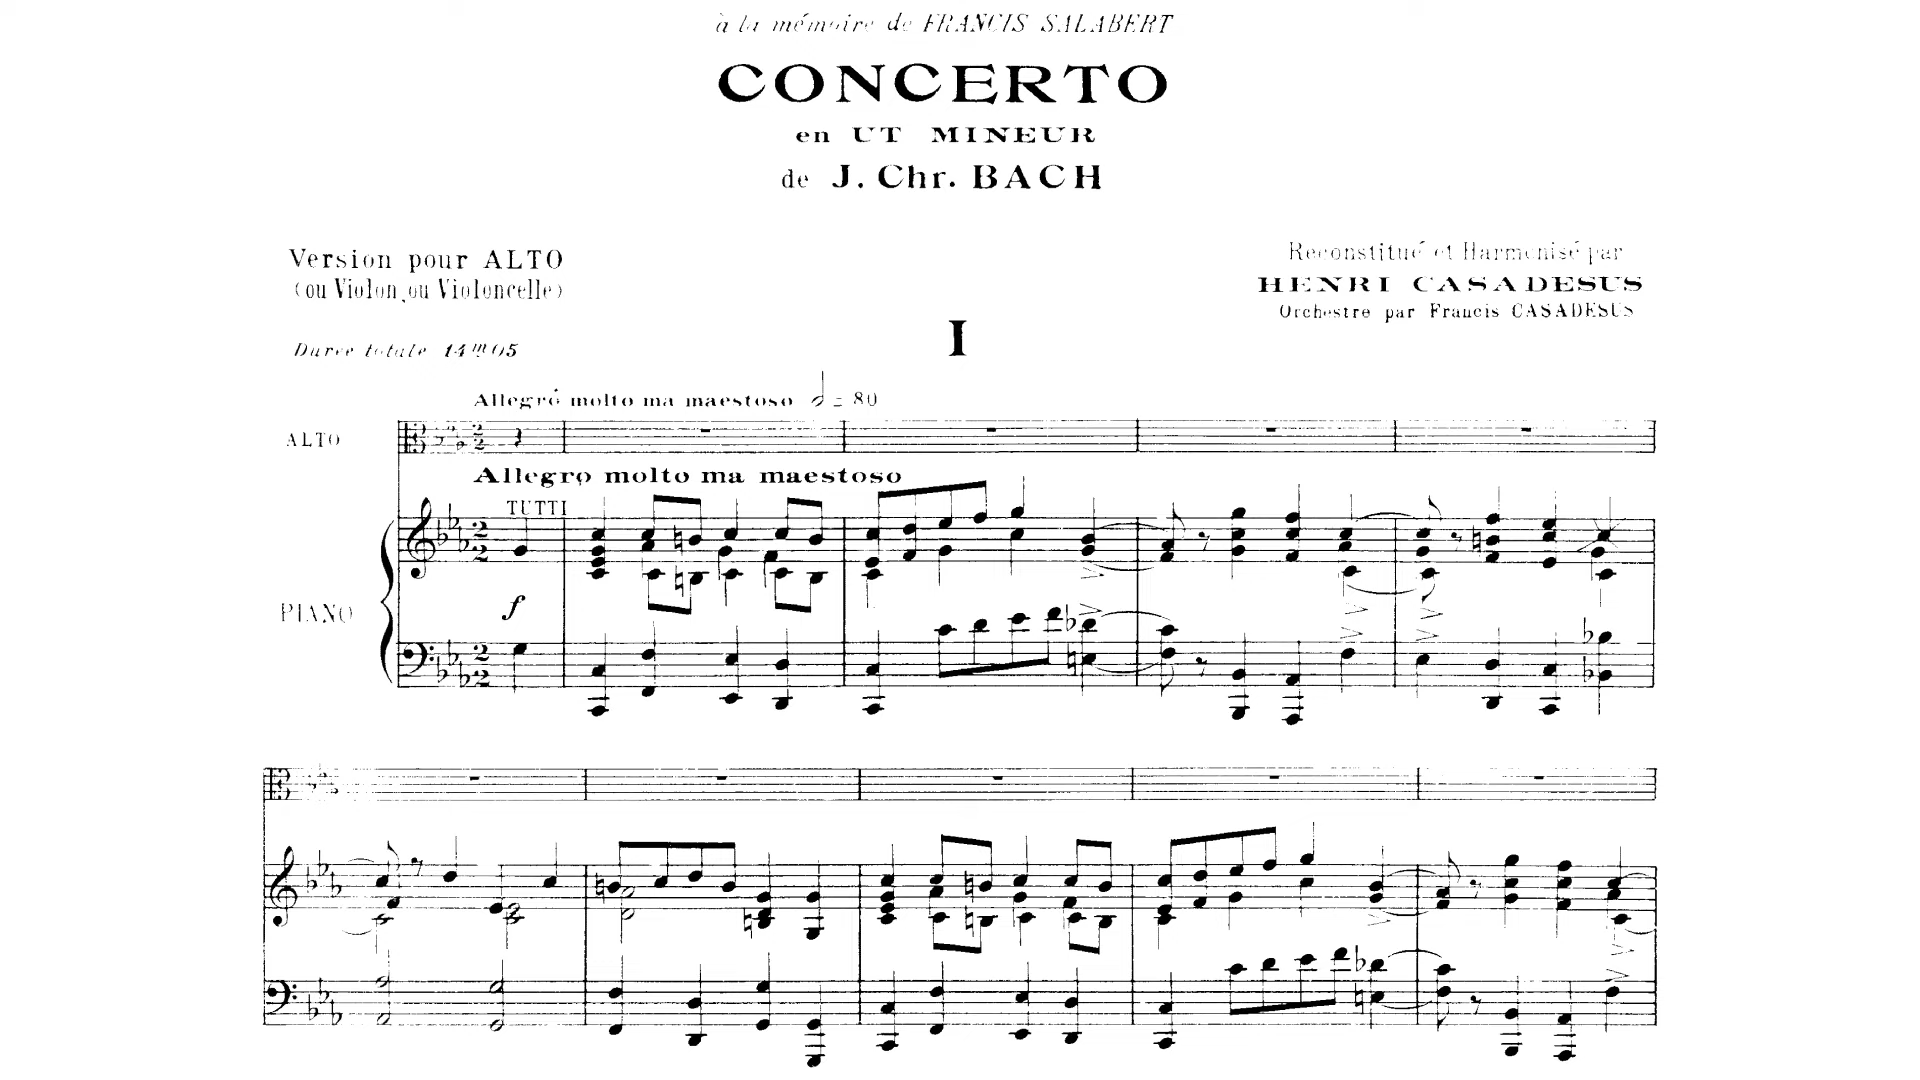 à la mémoire de FRANCIS SALABERT
CONCERTO
en UT MINEUR
de J. Chr. BACH
Version pour ALTO
(ou Violon, ou Violoncelle)
Reconstitué et Harmonisé par
HENRI CASADESUS
Orchestre par Francis CASADESUS
I
Durée totale 14 m 05
Allegro molto ma maestoso = 80
ALTO
Allegro molto ma maestoso
TUTTI
f
PIANO